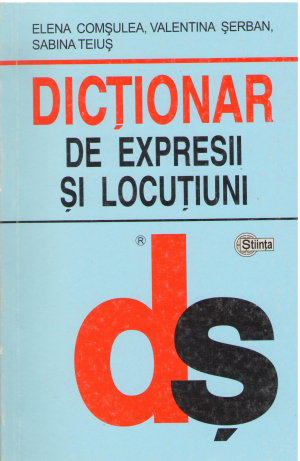 ELENA COMȘULEA, VALENTINA ȘERBAN,
SABINA TEIUȘ
DICȚIONAR
DE EXPRESII
ȘI LOCUȚIUNI
®
Știința
dș